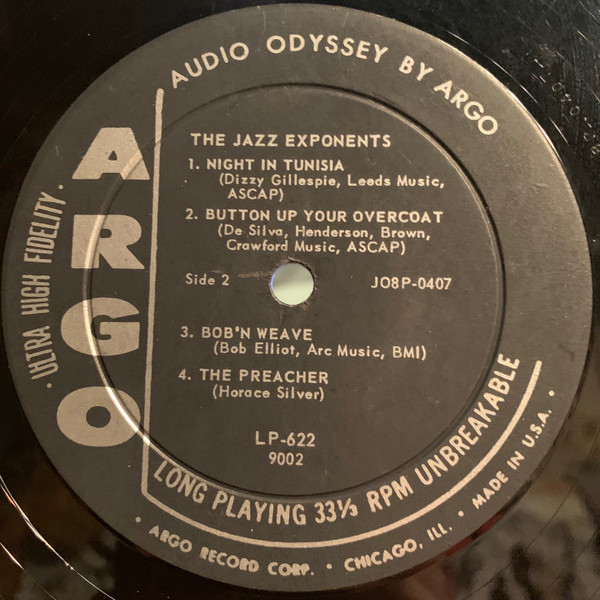 AUDIO ODYSSEY BY ARGO
ARGO
· ULTRA HIGH FIDELITY ·
THE JAZZ EXPONENTS
1. NIGHT IN TUNISIA
(Dizzy Gillespie, Leeds Music,
ASCAP)
2. BUTTON UP YOUR OVERCOAT
(De Silva, Henderson, Brown,
Crawford Music, ASCAP)
Side 2 JO8P-0407
3. BOB'N WEAVE
(Bob Elliot, Arc Music, BMI)
4. THE PREACHER
(Horace Silver)
LP-622
9002
LONG PLAYING 33⅓ RPM UNBREAKABLE
· ARGO RECORD CORP. · CHICAGO, ILL. · MADE IN U.S.A. ·